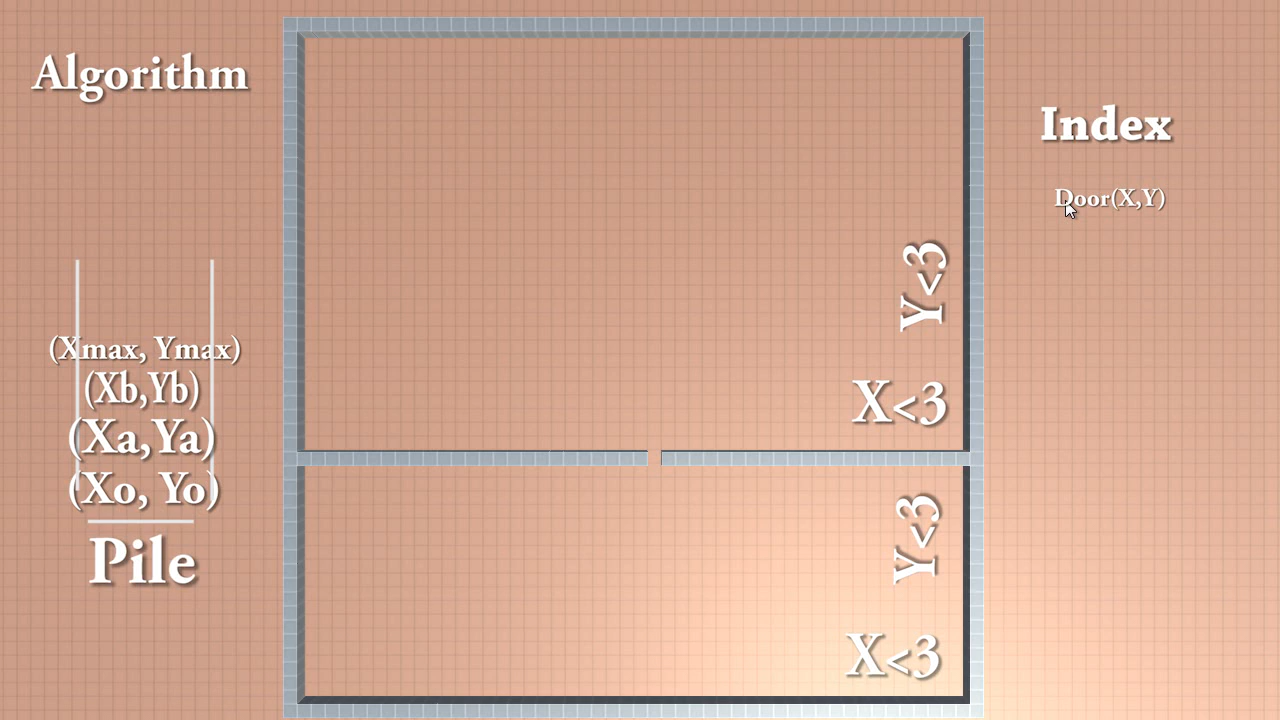 Algorithm
Index
Door(X,Y)
Y<3
X<3
(Xmax, Ymax)
(Xb,Yb)
(Xa,Ya)
(Xo, Yo)
Pile
Y<3
X<3